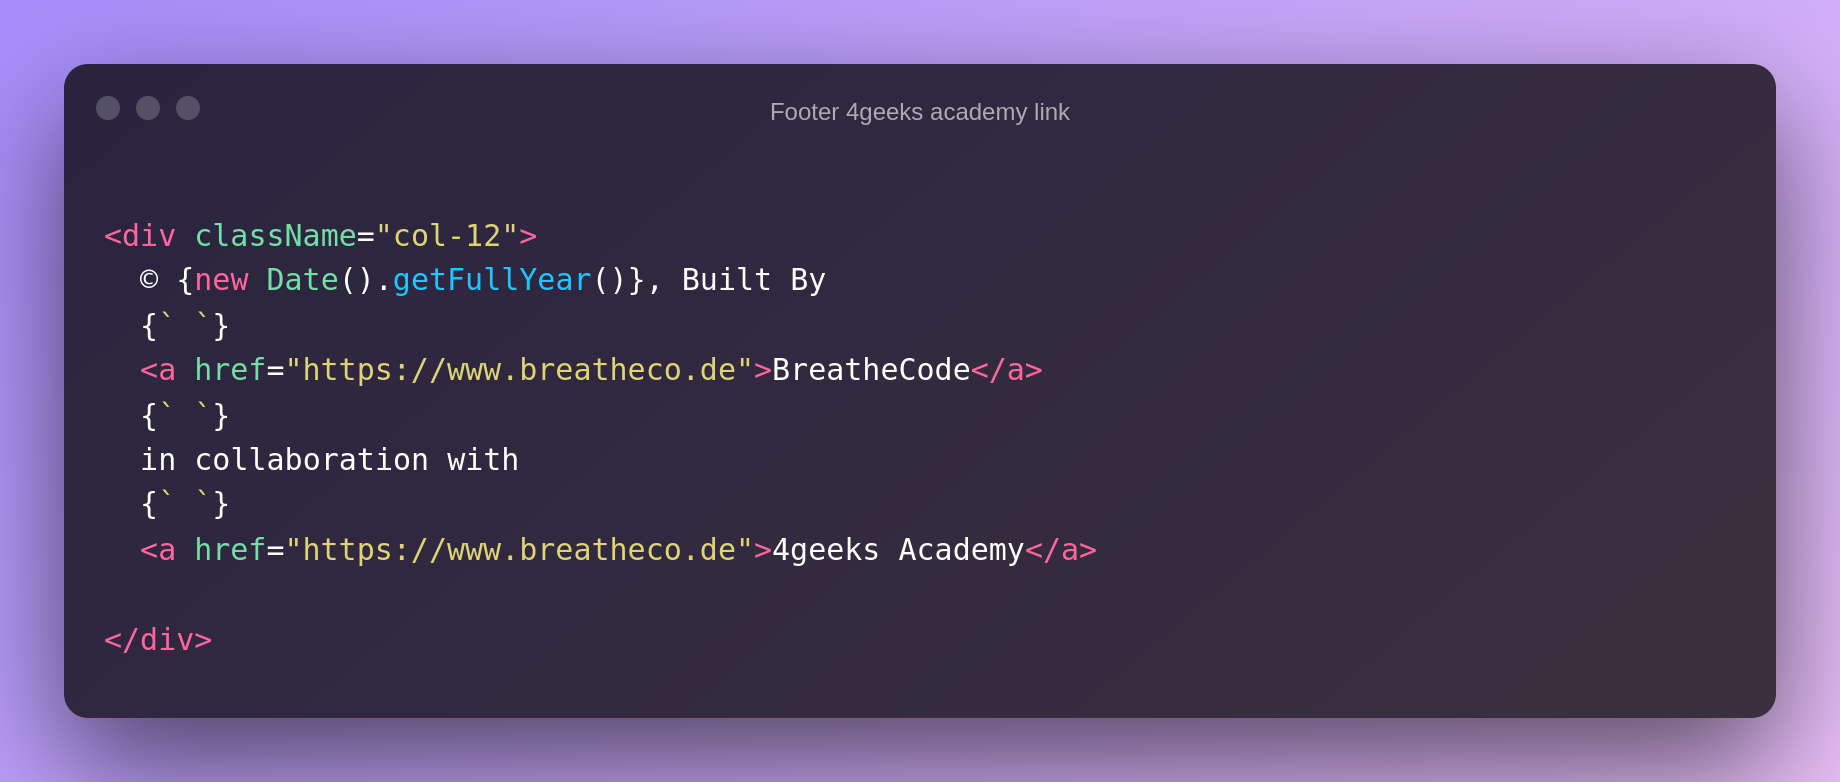 Footer 4geeks academy link
<div className="col-12">
  © {new Date().getFullYear()}, Built By
  {` `}
  <a href="https://www.breatheco.de">BreatheCode</a>
  {` `}
  in collaboration with
  {` `}
  <a href="https://www.breatheco.de">4geeks Academy</a>
</div>